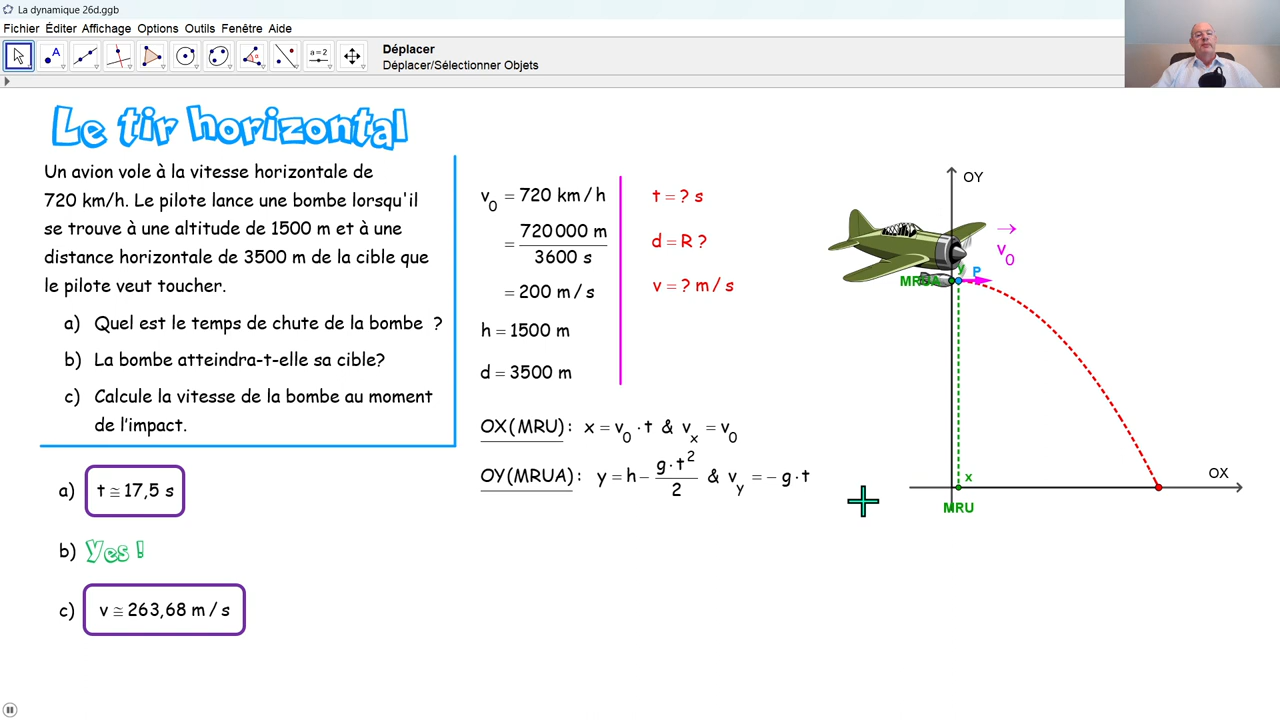 La dynamique 26d.ggb
Fichier Éditer Affichage Options Outils Fenêtre Aide
A
a=2
Déplacer
Déplacer/Sélectionner Objets
Le tir horizontal
Un avion vole à la vitesse horizontale de
720 km/h. Le pilote lance une bombe lorsqu'il
se trouve à une altitude de 1500 m et à une
distance horizontale de 3500 m de la cible que
le pilote veut toucher.
a) Quel est le temps de chute de la bombe ?
b) La bombe atteindra-t-elle sa cible?
c) Calcule la vitesse de la bombe au moment
de l'impact.
a) t ≅ 17,5 s
b) Yes !
c) v ≅ 263,68 m / s
v₀ = 720 km / h
= 720 000 m / 3600 s
= 200 m / s
h = 1500 m
d = 3500 m
t = ? s
d = R ?
v = ? m / s
OX(MRU) : x = v₀ · t & vₓ = v₀
OY(MRUA) : y = h − g · t² / 2 & v_y = − g · t
OY
v₀
y
P
MRUA
x
OX
MRU